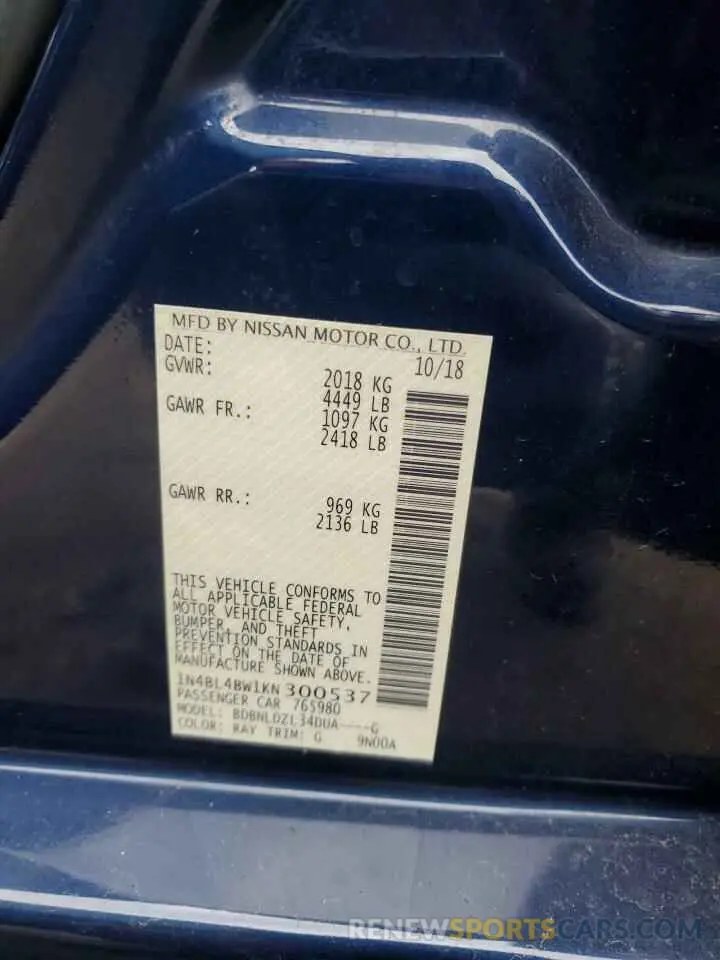 MFD BY NISSAN MOTOR CO., LTD.
DATE: 10/18
GVWR: 2018 KG
4449 LB
GAWR FR.: 1097 KG
2418 LB
GAWR RR.: 969 KG
2136 LB
THIS VEHICLE CONFORMS TO
ALL APPLICABLE FEDERAL
MOTOR VEHICLE SAFETY,
BUMPER, AND THEFT
PREVENTION STANDARDS IN
EFFECT ON THE DATE OF
MANUFACTURE SHOWN ABOVE.
1N4BL4BW1KN300537
PASSENGER CAR 765980
MODEL: BDBNLDZL34DUA----G
COLOR: RAY TRIM: G 9N00A
RENEWSPORTSCARS.COM